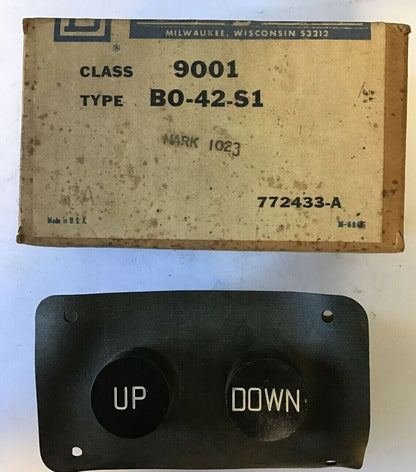 D
®
MILWAUKEE, WISCONSIN 53212
CLASS 9001
TYPE BO-42-S1
MARK 1023
772433-A
Made in U.S.A.
UP DOWN